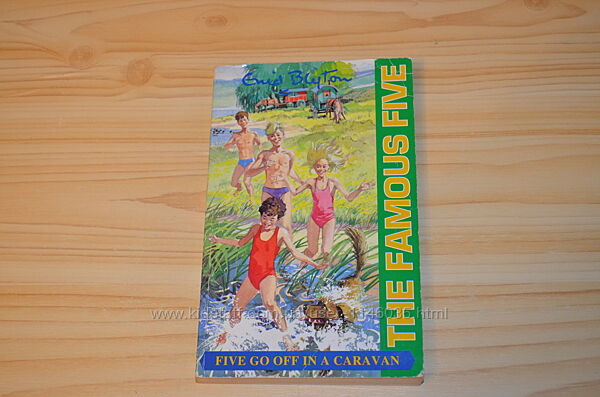 Enid Blyton
THE FAMOUS FIVE
FIVE GO OFF IN A CARAVAN